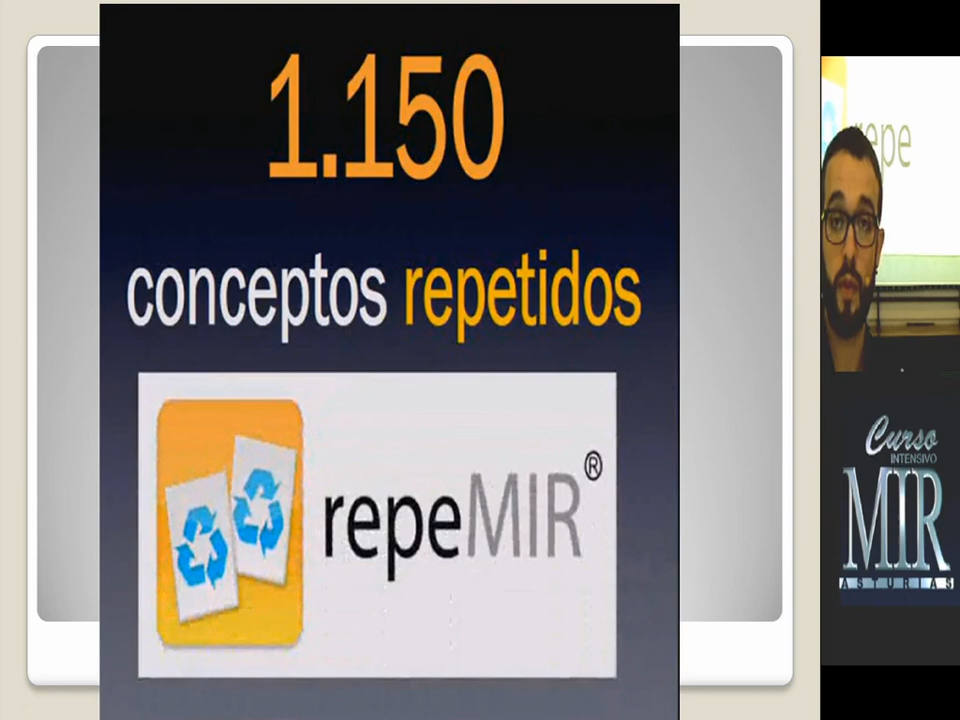 1.150
conceptos repetidos
repeMIR®
repe
Curso
INTENSIVO
MIR
ASTURIAS